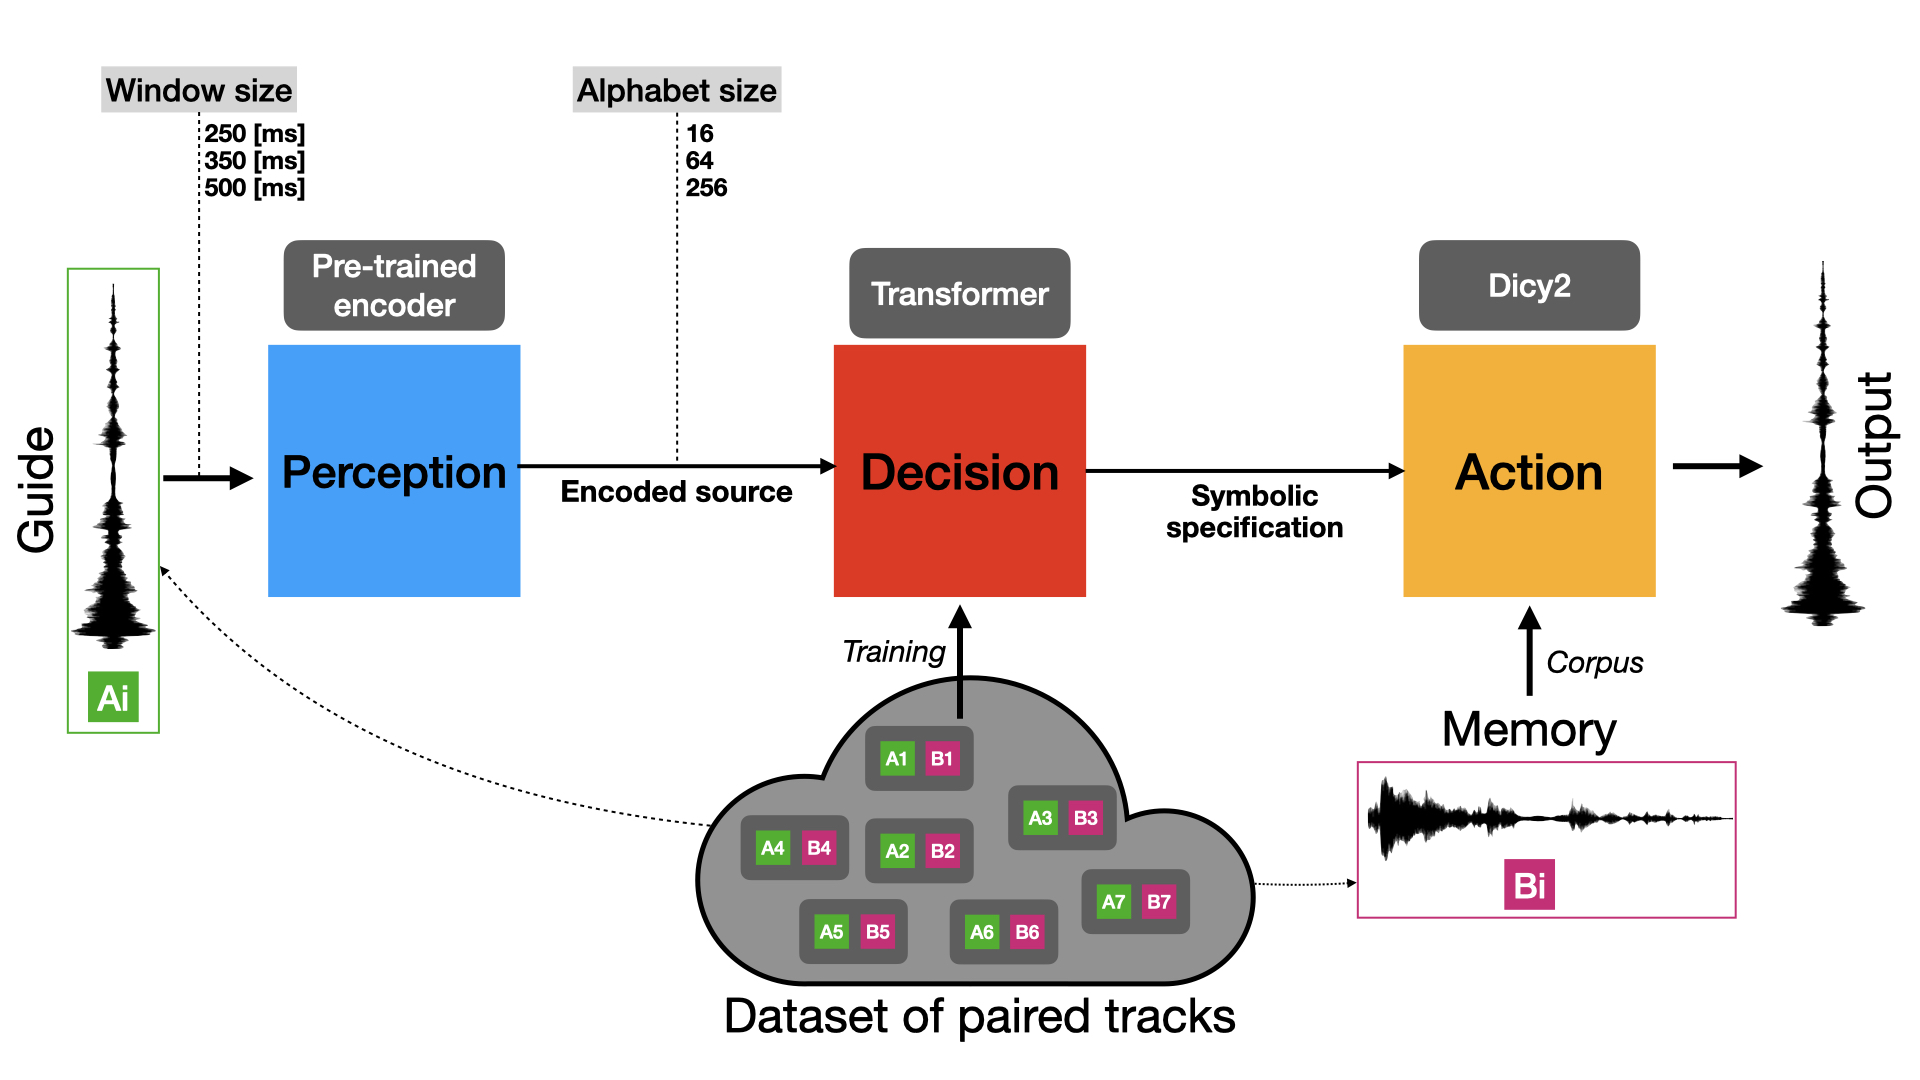 Window size
250 [ms]
350 [ms]
500 [ms]
Alphabet size
16
64
256
Pre-trained
encoder
Transformer
Dicy2
Guide
Ai
Perception
Encoded source
Decision
Symbolic
specification
Action
Output
Training
Corpus
Memory
Bi
A1 B1
A3 B3
A4 B4
A2 B2
A7 B7
A5 B5
A6 B6
Dataset of paired tracks